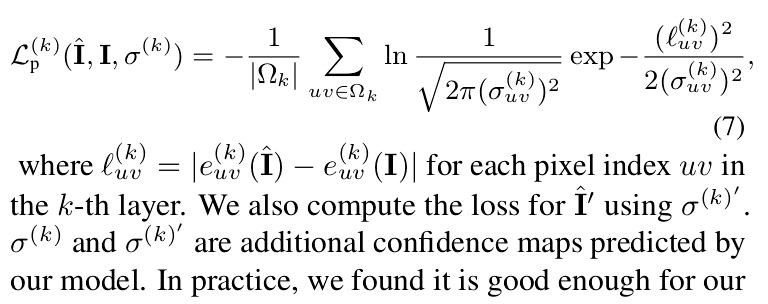 $\mathcal{L}_{\mathrm{p}}^{(k)}(\hat{\mathbf{I}}, \mathbf{I}, \sigma^{(k)}) = -\frac{1}{|\Omega_k|} \sum_{uv \in \Omega_k} \ln \frac{1}{\sqrt{2\pi(\sigma_{uv}^{(k)})^2}} \exp -\frac{(\ell_{uv}^{(k)})^2}{2(\sigma_{uv}^{(k)})^2},$
(7)
where $\ell_{uv}^{(k)} = |e_{uv}^{(k)}(\hat{\mathbf{I}}) - e_{uv}^{(k)}(\mathbf{I})|$ for each pixel index $uv$ in
the $k$-th layer. We also compute the loss for $\hat{\mathbf{I}}'$ using $\sigma^{(k)'}$.
$\sigma^{(k)}$ and $\sigma^{(k)'}$ are additional confidence maps predicted by
our model. In practice, we found it is good enough for our